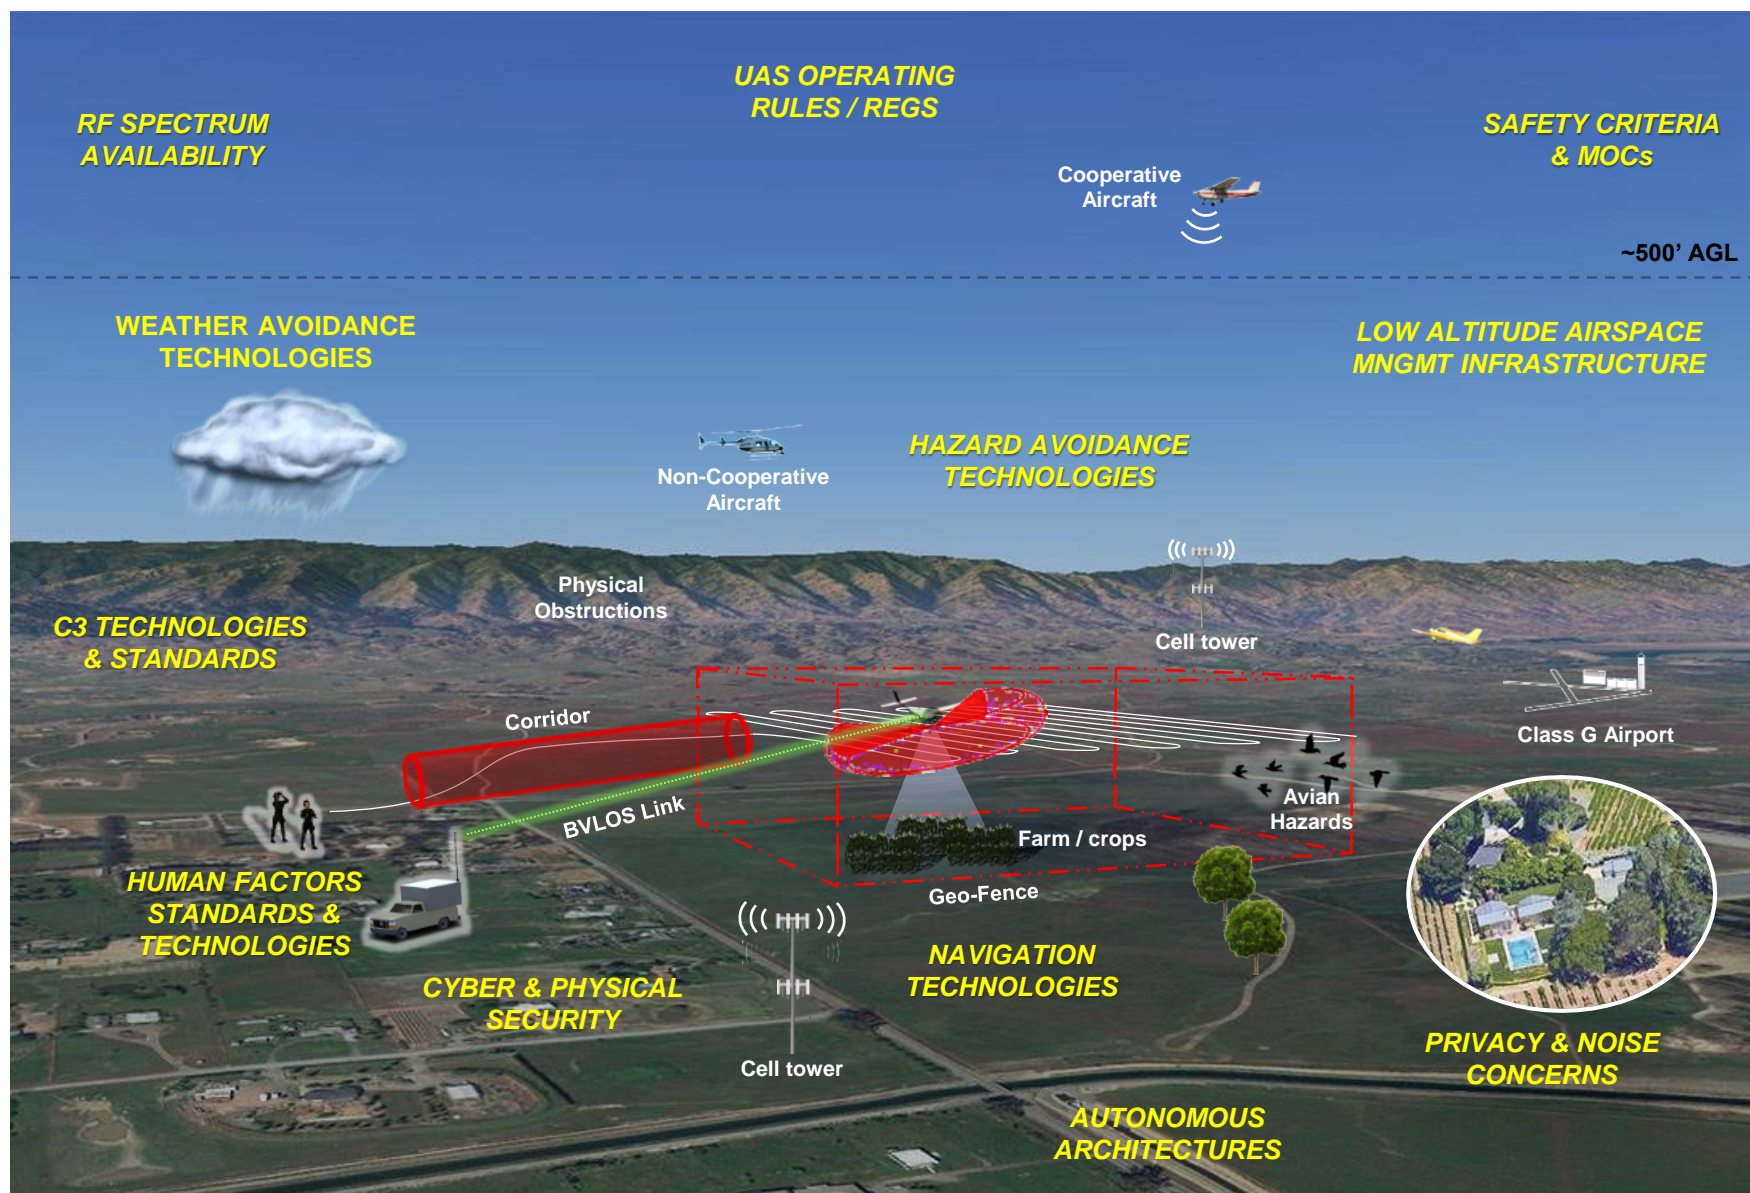 UAS OPERATING
RULES / REGS
RF SPECTRUM
AVAILABILITY
SAFETY CRITERIA
& MOCs
Cooperative
Aircraft
~500’ AGL
WEATHER AVOIDANCE
TECHNOLOGIES
LOW ALTITUDE AIRSPACE
MNGMT INFRASTRUCTURE
HAZARD AVOIDANCE
TECHNOLOGIES
Non-Cooperative
Aircraft
Physical
Obstructions
C3 TECHNOLOGIES
& STANDARDS
Cell tower
Corridor
Class G Airport
BVLOS Link
Avian
Hazards
Farm / crops
Geo-Fence
HUMAN FACTORS
STANDARDS &
TECHNOLOGIES
NAVIGATION
TECHNOLOGIES
CYBER & PHYSICAL
SECURITY
Cell tower
PRIVACY & NOISE
CONCERNS
AUTONOMOUS
ARCHITECTURES